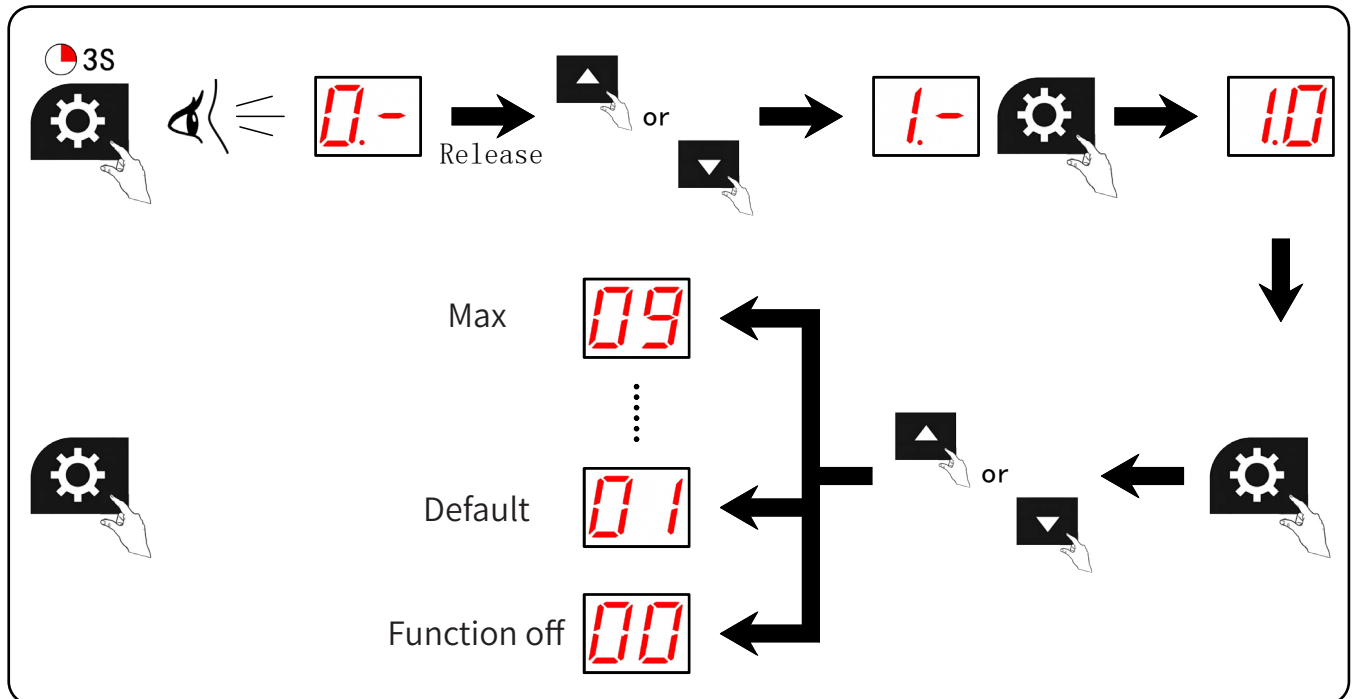 3S
0.-
Release
or
1.-
1.0
Max
09
Default
01
or
Function off
00